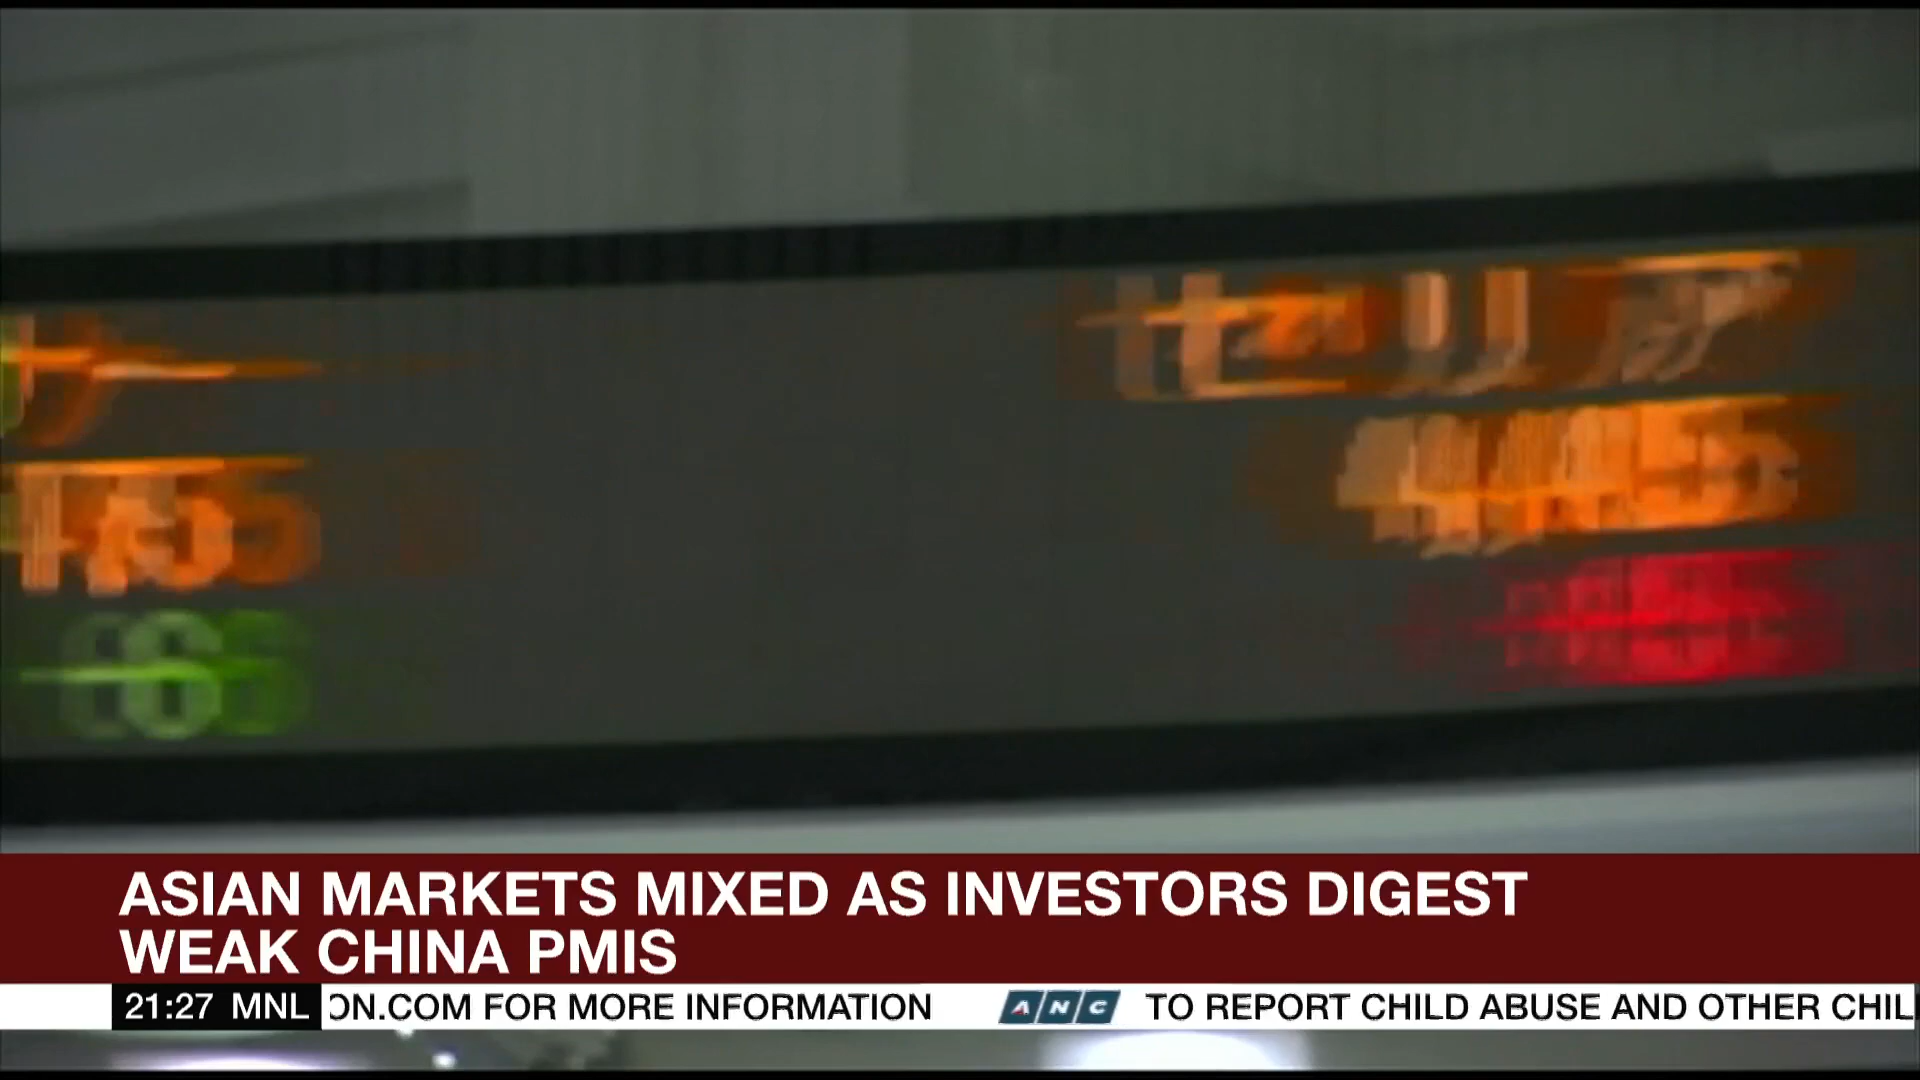 ASIAN MARKETS MIXED AS INVESTORS DIGEST
WEAK CHINA PMIS
21:27 MNL ON.COM FOR MORE INFORMATION ANC TO REPORT CHILD ABUSE AND OTHER CHIL